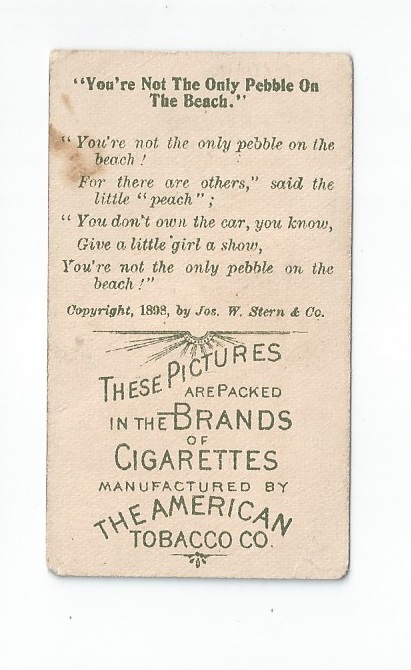 "You're Not The Only Pebble On
The Beach."
"You're not the only pebble on the
beach!
For there are others," said the
little "peach";
"You don't own the car, you know,
Give a little girl a show,
You're not the only pebble on the
beach!"
Copyright, 1898, by Jos. W. Stern & Co.
THESE PICTURES
ARE PACKED
IN THE BRANDS
OF
CIGARETTES
MANUFACTURED BY
THE AMERICAN
TOBACCO CO.